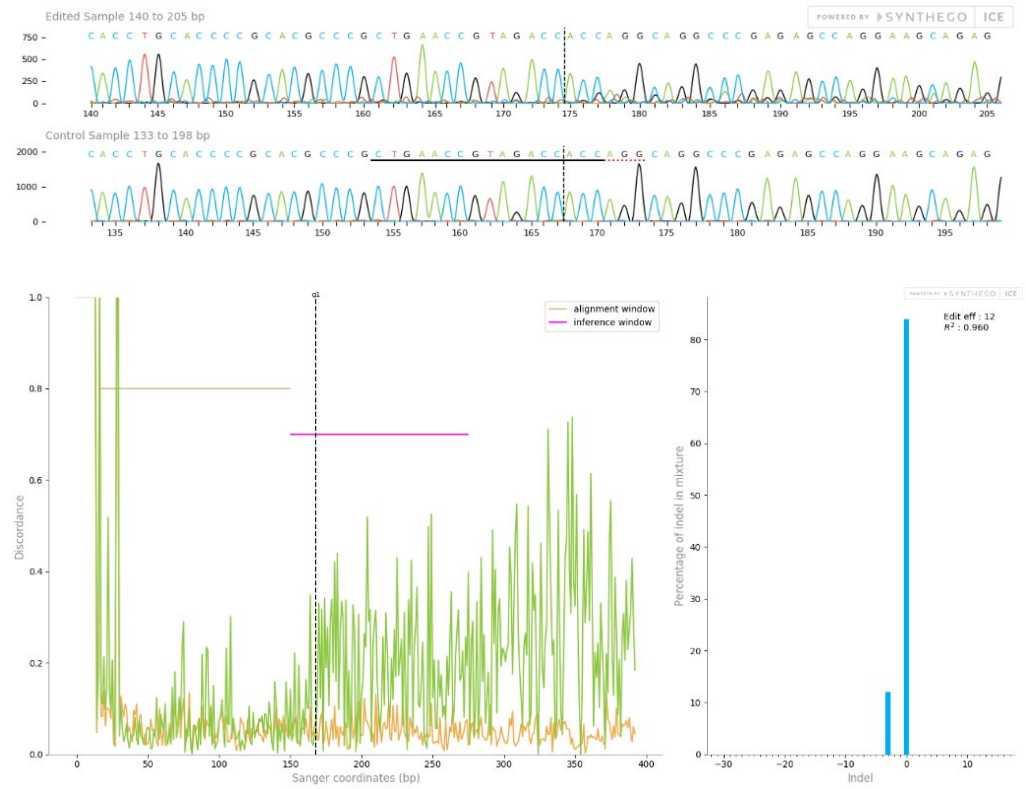 Edited Sample 140 to 205 bp
POWERED BY SYNTHEGO ICE
C A C C T G C A C C C C G C A C G C C C G C T G A A C C G T A G A C C A C C A G G C A G G C C C G A G A G C C A G G A A G C A G A G
750
500
250
0
140 145 150 155 160 165 170 175 180 185 190 195 200 205
Control Sample 133 to 198 bp
C A C C T G C A C C C C G C A C G C C C G C T G A A C C G T A G A C C A C C A G G C A G G C C C G A G A G C C A G G A A G C A G A G
2000
1000
0
135 140 145 150 155 160 165 170 175 180 185 190 195
g1
alignment window
inference window
1.0
0.8
0.6
0.4
0.2
0.0
Discordance
0 50 100 150 200 250 300 350 400
Sanger coordinates (bp)
POWERED BY SYNTHEGO ICE
Edit eff : 12
R² : 0.960
80
70
60
50
40
30
20
10
0
Percentage of indel in mixture
−30 −20 −10 0 10
Indel